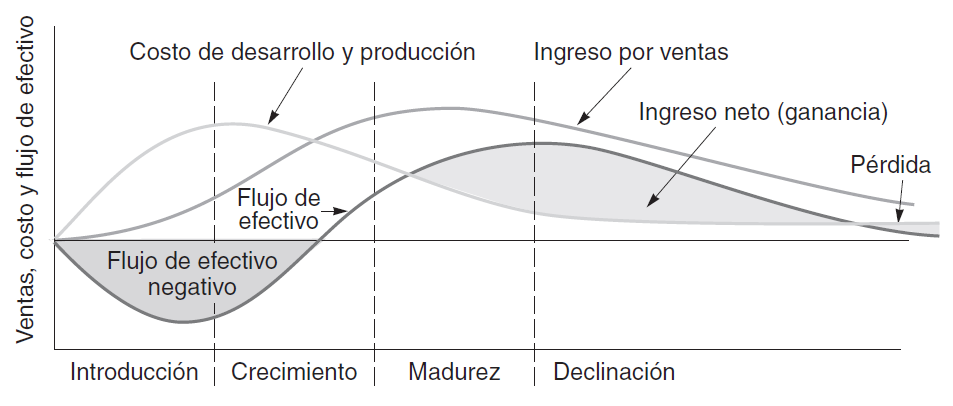 Ventas, costo y flujo de efectivo
Costo de desarrollo y producción
Ingreso por ventas
Ingreso neto (ganancia)
Pérdida
Flujo de
efectivo
Flujo de efectivo
negativo
Introducción
Crecimiento
Madurez
Declinación